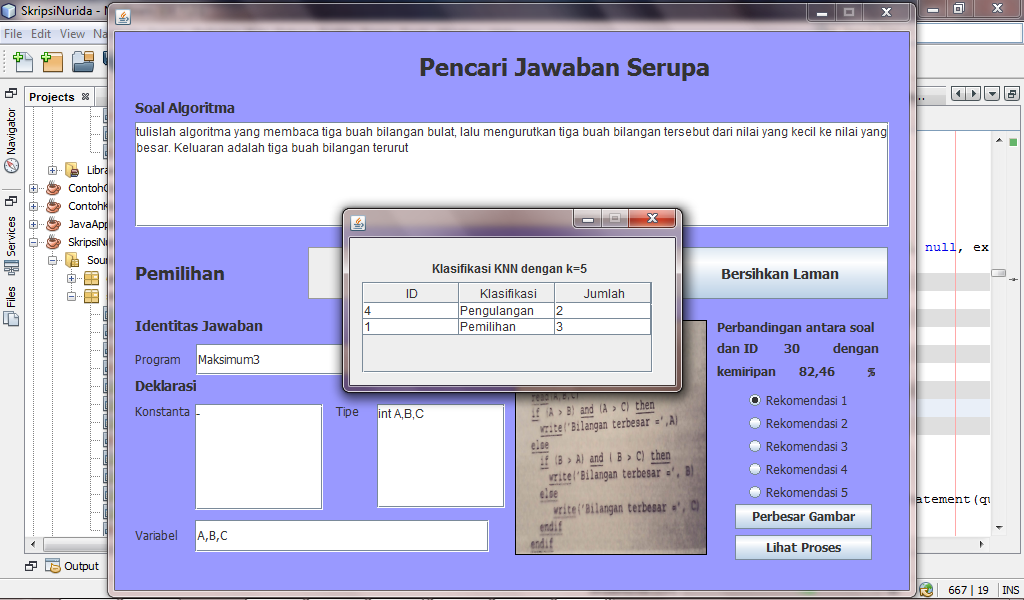 SkripsiNurida - N
File Edit View Na
Projects
Navigator
Services
Files
Libra
ContohC
ContohK
JavaApp
SkripsiNu
Sour
Output
Pencari Jawaban Serupa
Soal Algoritma
tulislah algoritma yang membaca tiga buah bilangan bulat, lalu mengurutkan tiga buah bilangan tersebut dari nilai yang kecil ke nilai yang
besar. Keluaran adalah tiga buah bilangan terurut
Pemilihan
Bersihkan Laman
Klasifikasi KNN dengan k=5
ID Klasifikasi Jumlah
4 Pengulangan 2
1 Pemilihan 3
Identitas Jawaban
Program Maksimum3
Deklarasi
Konstanta -
Tipe int A,B,C
Variabel A,B,C
read(A,B,C)
if (A > B) and (A > C) then
write('Bilangan terbesar =',A)
else
if (B > A) and ( B > C) then
write('Bilangan terbesar =', B)
else
write('Bilangan terbesar =', C)
endif
endif
Perbandingan antara soal
dan ID 30 dengan
kemiripan 82,46 %
Rekomendasi 1
Rekomendasi 2
Rekomendasi 3
Rekomendasi 4
Rekomendasi 5
Perbesar Gambar
Lihat Proses
null, ex
atement(qu
667 | 19 INS